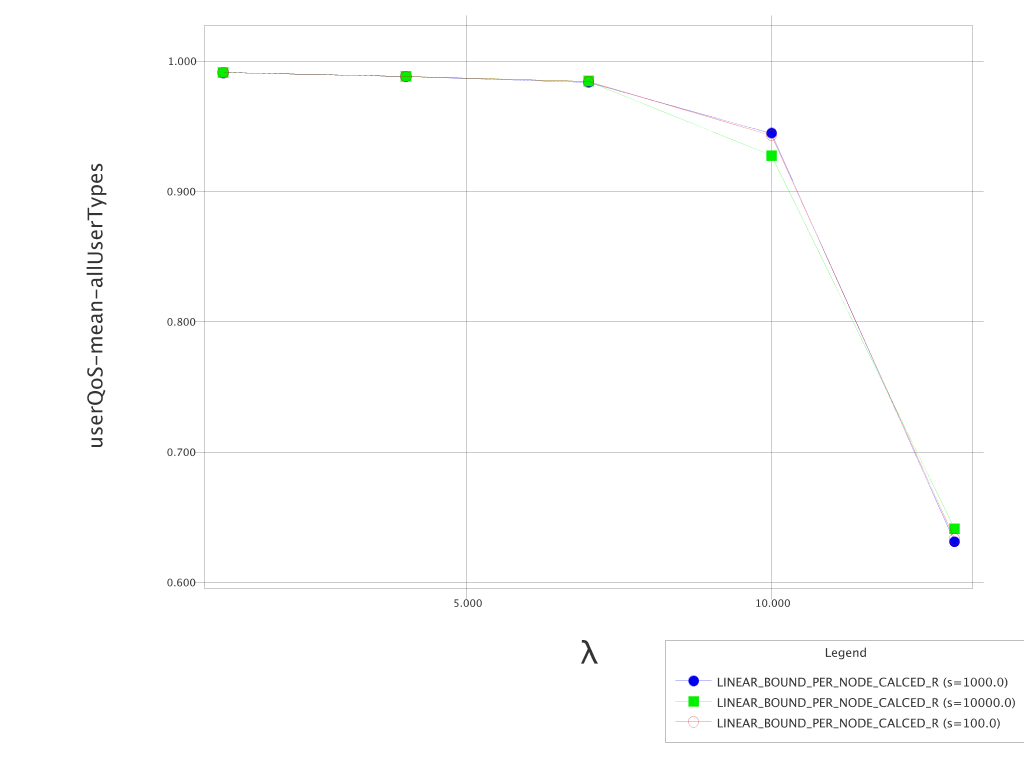 1.000
0.900
0.800
0.700
0.600
userQoS-mean-allUserTypes
5.000 10.000
λ
Legend
LINEAR_BOUND_PER_NODE_CALCED_R (s=1000.0)
LINEAR_BOUND_PER_NODE_CALCED_R (s=10000.0)
LINEAR_BOUND_PER_NODE_CALCED_R (s=100.0)